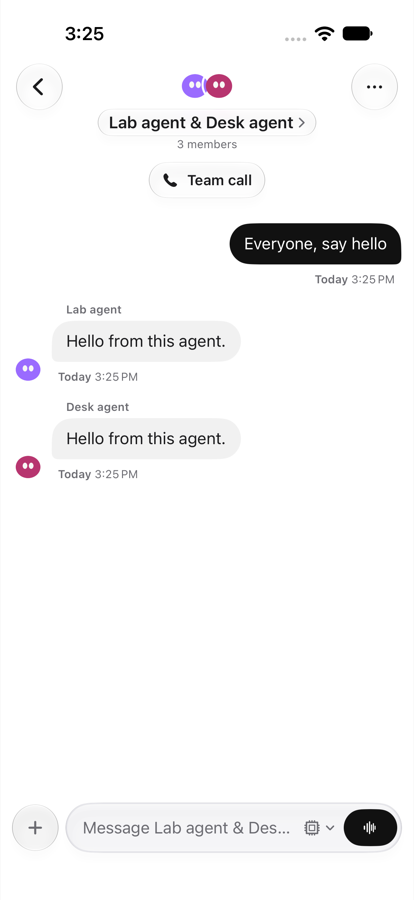 3:25
Lab agent & Desk agent
3 members
Team call
Everyone, say hello
Today 3:25 PM
Lab agent
Hello from this agent.
Today 3:25 PM
Desk agent
Hello from this agent.
Today 3:25 PM
Message Lab agent & Des...